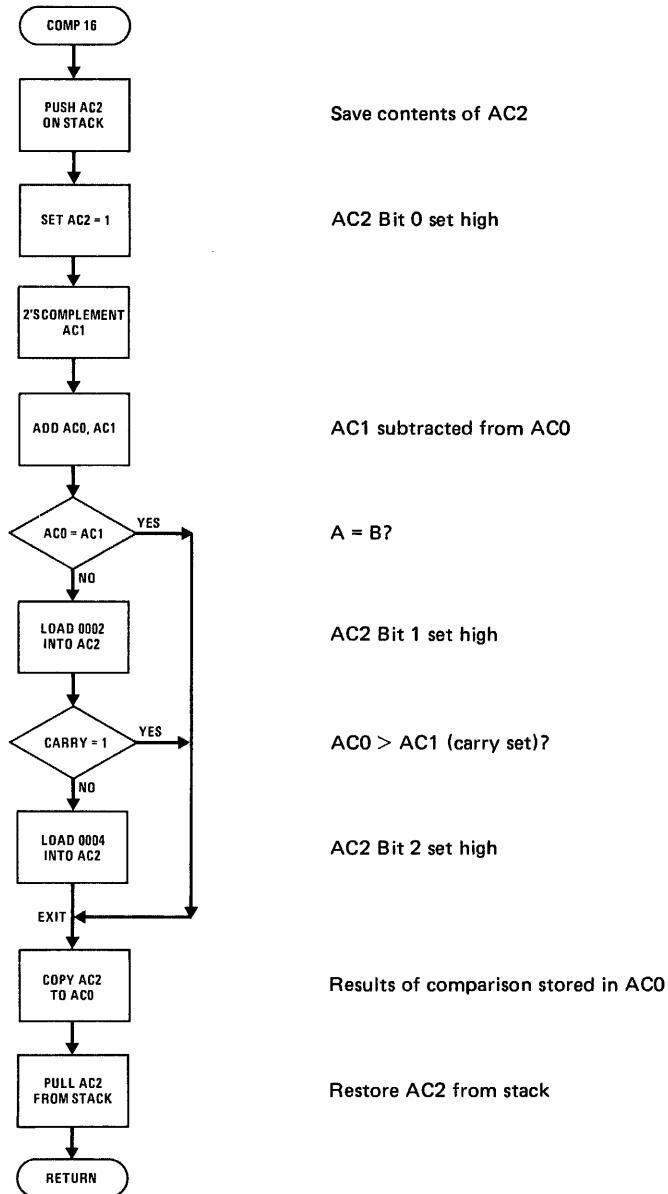 COMP 16
PUSH AC2
ON STACK
Save contents of AC2
SET AC2 = 1
AC2 Bit 0 set high
2'S COMPLEMENT
AC1
ADD AC0, AC1
AC1 subtracted from AC0
AC0 = AC1
YES
A = B?
NO
LOAD 0002
INTO AC2
AC2 Bit 1 set high
CARRY = 1
YES
AC0 > AC1 (carry set)?
NO
LOAD 0004
INTO AC2
AC2 Bit 2 set high
EXIT
COPY AC2
TO AC0
Results of comparison stored in AC0
PULL AC2
FROM STACK
Restore AC2 from stack
RETURN